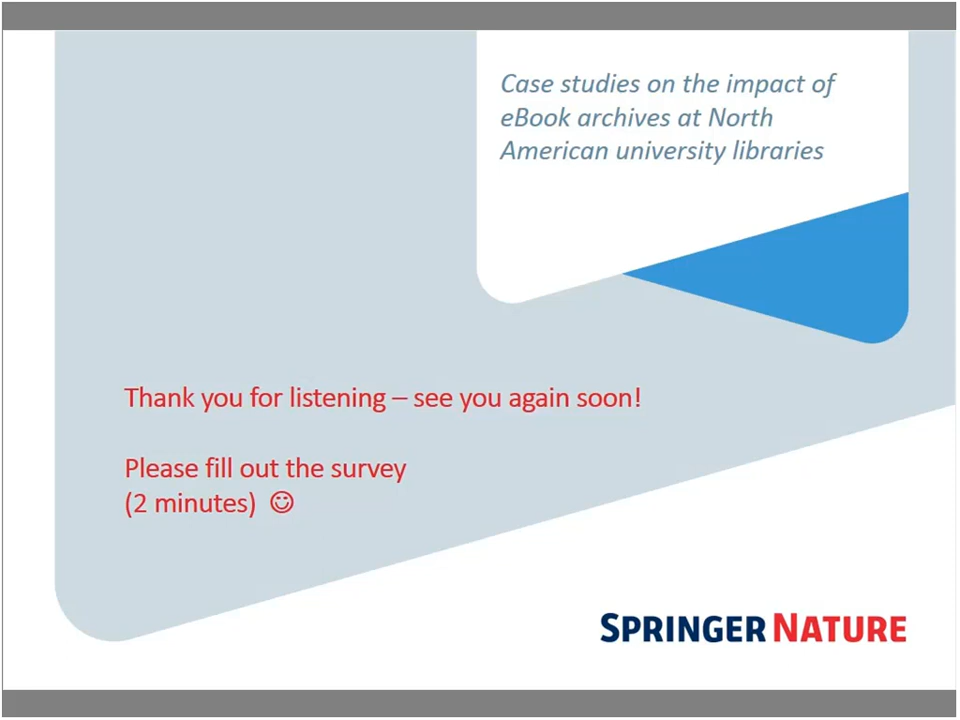 Case studies on the impact of
eBook archives at North
American university libraries
Thank you for listening – see you again soon!
Please fill out the survey
(2 minutes) ☺
SPRINGER NATURE